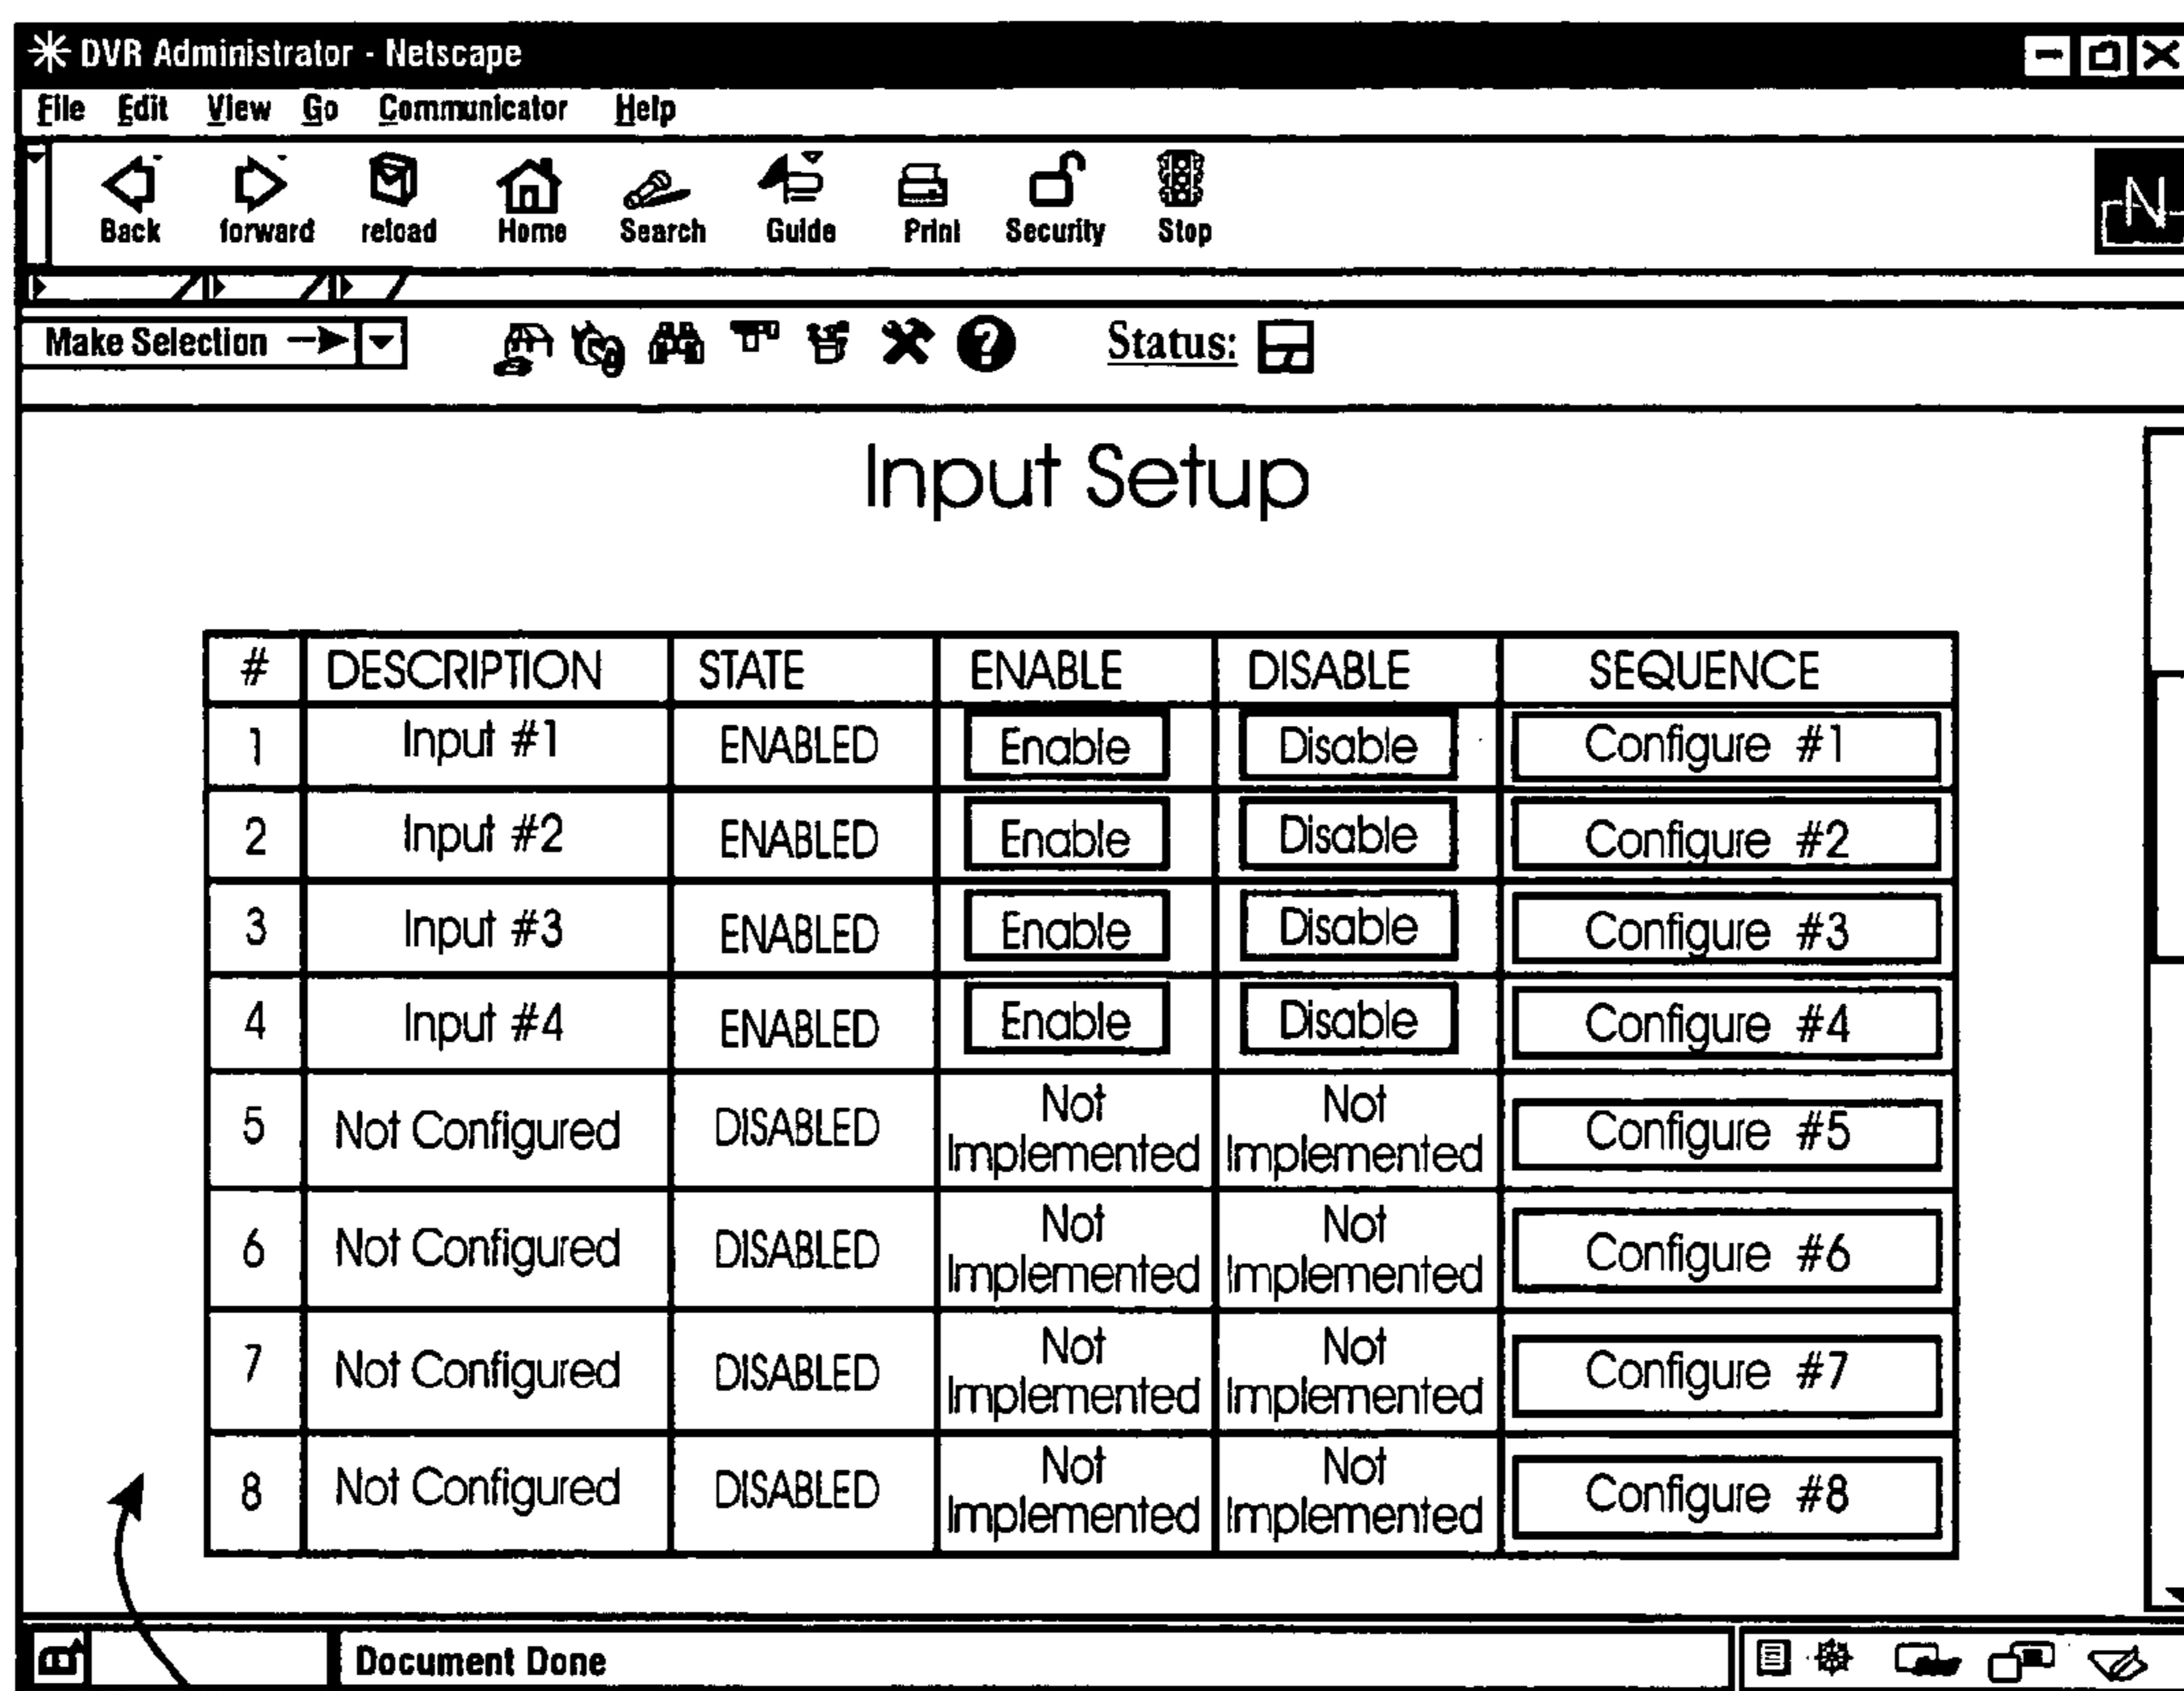 DVR Administrator - Netscape
File Edit View Go Communicator Help
Back forward reload Home Search Guide Print Security Stop
N
Make Selection ? Status:
Input Setup
# DESCRIPTION STATE ENABLE DISABLE SEQUENCE
1 Input #1 ENABLED Enable Disable Configure #1
2 Input #2 ENABLED Enable Disable Configure #2
3 Input #3 ENABLED Enable Disable Configure #3
4 Input #4 ENABLED Enable Disable Configure #4
5 Not Configured DISABLED Not Implemented Not Implemented Configure #5
6 Not Configured DISABLED Not Implemented Not Implemented Configure #6
7 Not Configured DISABLED Not Implemented Not Implemented Configure #7
8 Not Configured DISABLED Not Implemented Not Implemented Configure #8
Document Done